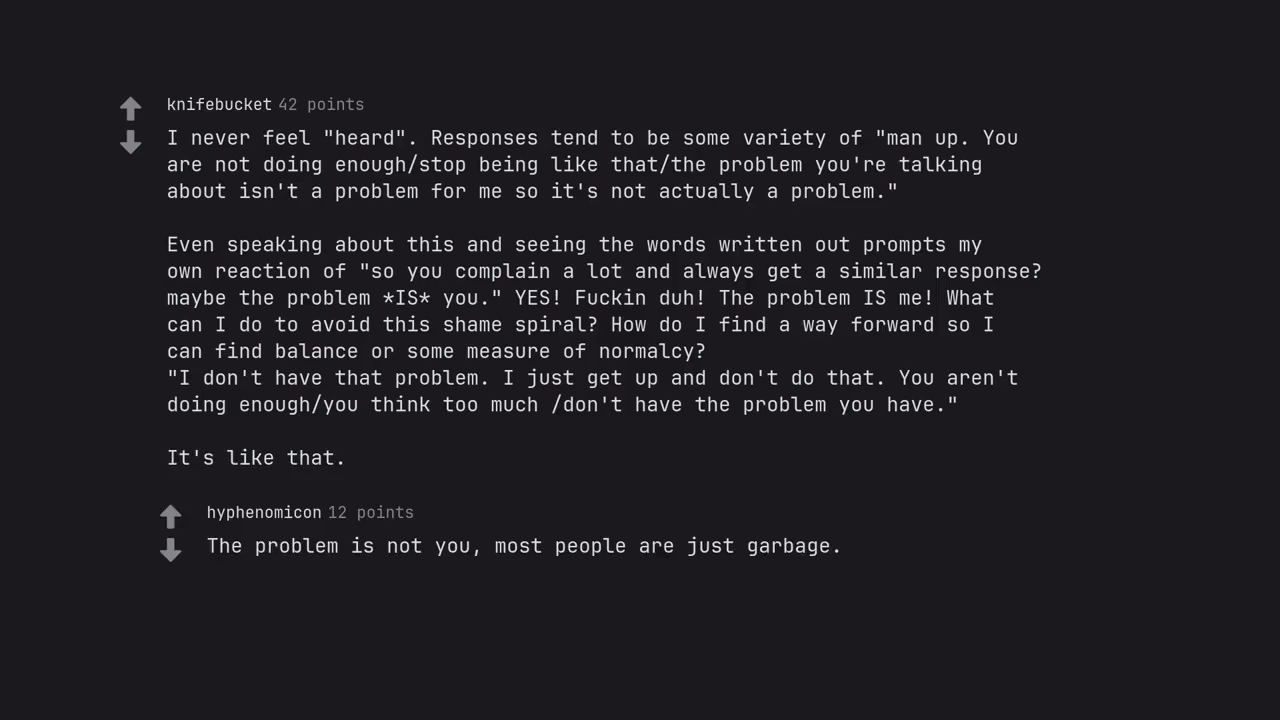 knifebucket 42 points
I never feel "heard". Responses tend to be some variety of "man up. You
are not doing enough/stop being like that/the problem you're talking
about isn't a problem for me so it's not actually a problem."
Even speaking about this and seeing the words written out prompts my
own reaction of "so you complain a lot and always get a similar response?
maybe the problem *IS* you." YES! Fuckin duh! The problem IS me! What
can I do to avoid this shame spiral? How do I find a way forward so I
can find balance or some measure of normalcy?
"I don't have that problem. I just get up and don't do that. You aren't
doing enough/you think too much /don't have the problem you have."
It's like that.
hyphenomicon 12 points
The problem is not you, most people are just garbage.